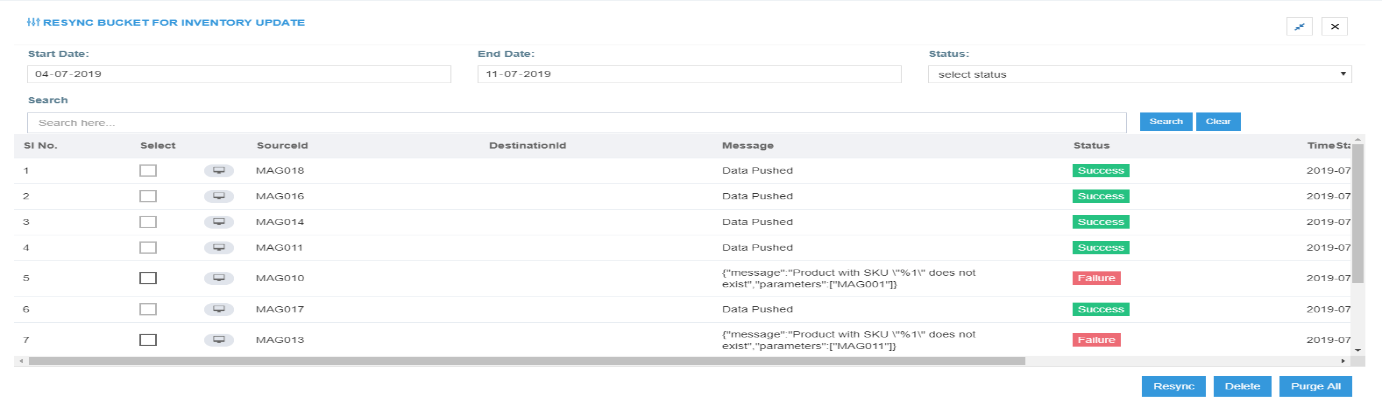 RESYNC BUCKET FOR INVENTORY UPDATE
Start Date: End Date: Status:
04-07-2019 11-07-2019 select status
Search
Search here... Search Clear
Sl No. Select SourceId DestinationId Message Status TimeSta
1 MAG018 Data Pushed Success 2019-07
2 MAG016 Data Pushed Success 2019-07
3 MAG014 Data Pushed Success 2019-07
4 MAG011 Data Pushed Success 2019-07
5 MAG010 {"message":"Product with SKU \"%1\" does not Failure 2019-07
exist","parameters":["MAG001"]}
6 MAG017 Data Pushed Success 2019-07
7 MAG013 {"message":"Product with SKU \"%1\" does not Failure 2019-07
exist","parameters":["MAG011"]}
Resync Delete Purge All